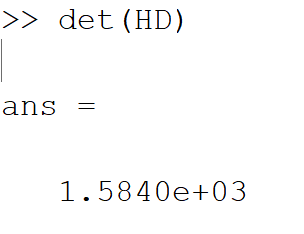 >> det(HD)
ans =
1.5840e+03